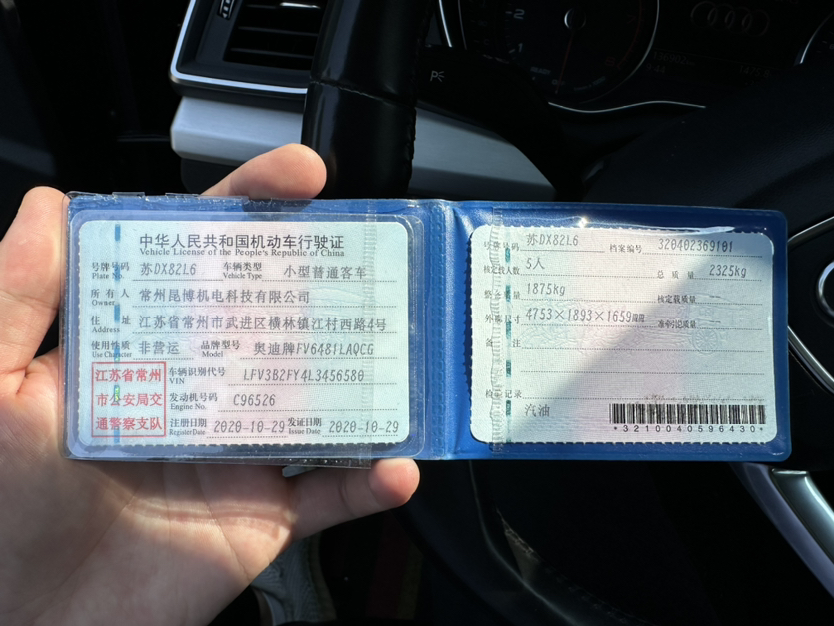 中华人民共和国机动车行驶证
Vehicle License of the People's Republic of China
号牌号码 苏DX82L6 车辆类型 小型普通客车
Plate No. Vehicle Type
所有人 常州昆博机电科技有限公司
Owner
住址 江苏省常州市武进区横林镇江村西路4号
Address
使用性质 非营运 品牌型号 奥迪牌FV6481LAQCG
Use Character Model
江苏省常州
市公安局交
通警察支队
车辆识别代号 LFV3B2FY4L3456580
VIN
发动机号码 C96526
Engine No.
注册日期 2020-10-29 发证日期 2020-10-29
Register Date Issue Date
号牌号码 苏DX82L6 档案编号 320402369101
核定载人数 5人 总质量 2325kg
整备质量 1875kg 核定载质量
外廓尺寸 4753×1893×1659mm 准牵引总质量
备注
检验记录
汽油
*3210040596430*
P
2
1